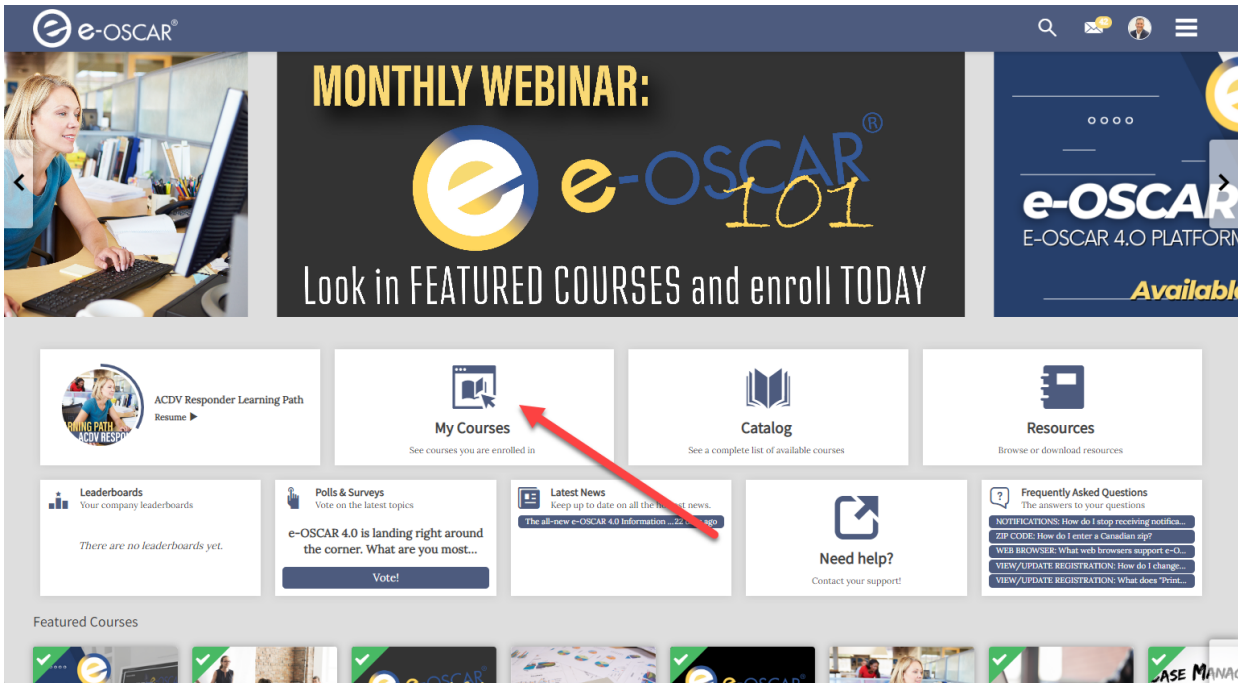 e-OSCAR®
MONTHLY WEBINAR:
e-OSCAR®
101
Look in FEATURED COURSES and enroll TODAY
e-OSCAR
E-OSCAR 4.0 PLATFORM
Available
ACDV Responder Learning Path
Resume
My Courses
See courses you are enrolled in
Catalog
See a complete list of available courses
Resources
Browse or download resources
Leaderboards
Your company leaderboards
There are no leaderboards yet.
Polls & Surveys
Vote on the latest topics
e-OSCAR 4.0 is landing right around
the corner. What are you most...
Vote!
Latest News
Keep up to date on all the news.
The all-new e-OSCAR 4.0 Information ...22 ago
Need help?
Contact your support!
Frequently Asked Questions
The answers to your questions
NOTIFICATIONS: How do I stop receiving notifica...
ZIP CODE: How do I enter a Canadian zip?
WEB BROWSER: What web browsers support e-O...
VIEW/UPDATE REGISTRATION: How do I change...
VIEW/UPDATE REGISTRATION: What does "Print...
Featured Courses